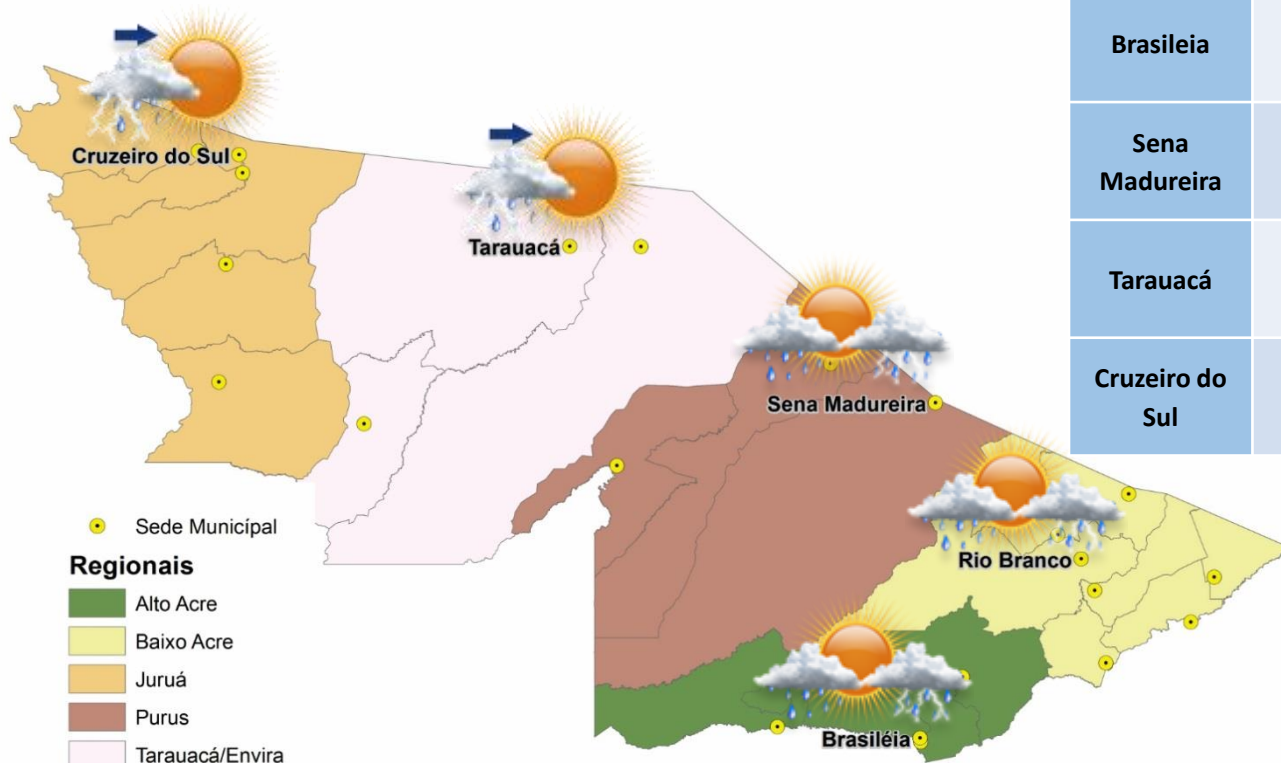 Brasileia
Sena
Madureira
Tarauacá
Cruzeiro do
Sul
Cruzeiro do Sul
Tarauacá
Sena Madureira
Rio Branco
Brasiléia
Sede Municípal
Regionais
Alto Acre
Baixo Acre
Juruá
Purus
Tarauacá/Envira